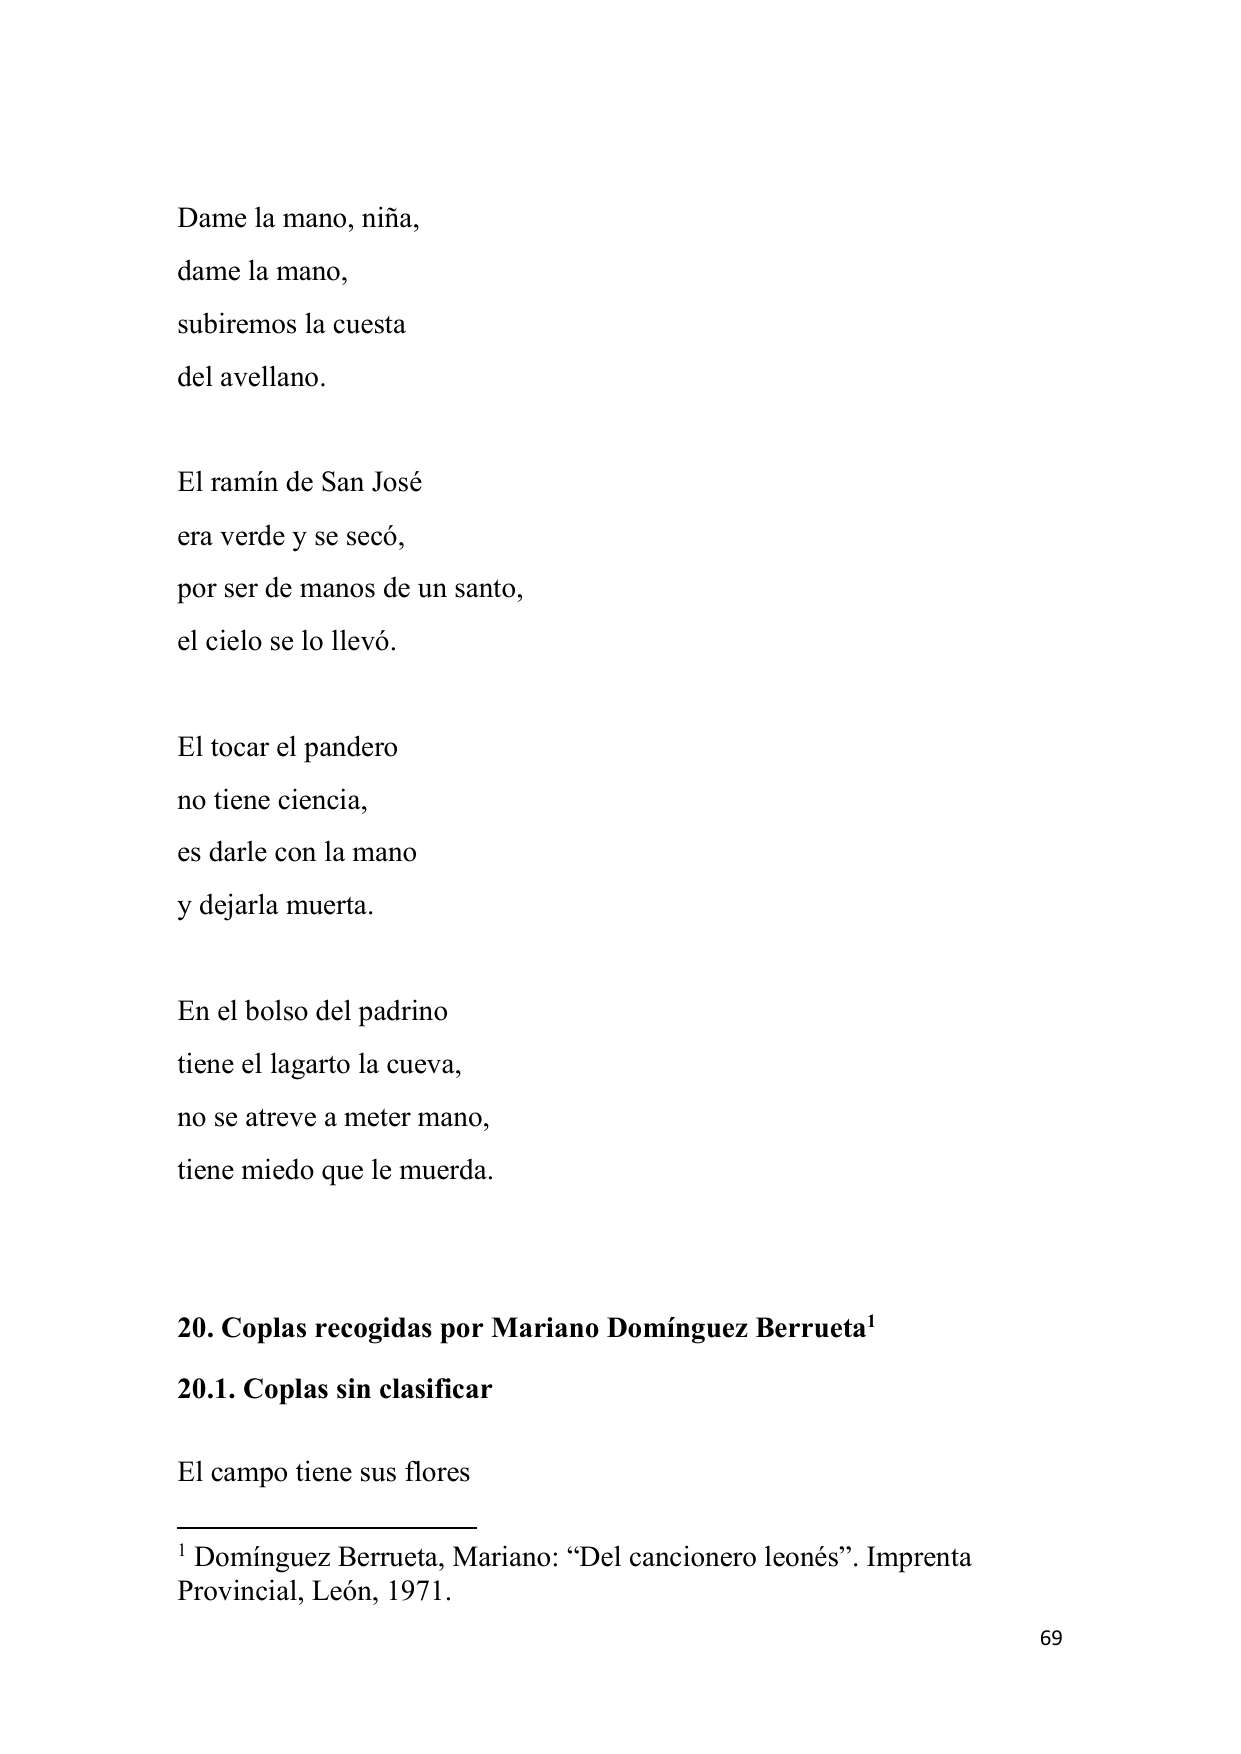 Dame la mano, niña,
dame la mano,
subiremos la cuesta
del avellano.
El ramín de San José
era verde y se secó,
por ser de manos de un santo,
el cielo se lo llevó.
El tocar el pandero
no tiene ciencia,
es darle con la mano
y dejarla muerta.
En el bolso del padrino
tiene el lagarto la cueva,
no se atreve a meter mano,
tiene miedo que le muerda.
20. Coplas recogidas por Mariano Domínguez Berrueta¹
20.1. Coplas sin clasificar
El campo tiene sus flores
¹ Domínguez Berrueta, Mariano: “Del cancionero leonés”. Imprenta
Provincial, León, 1971.
69